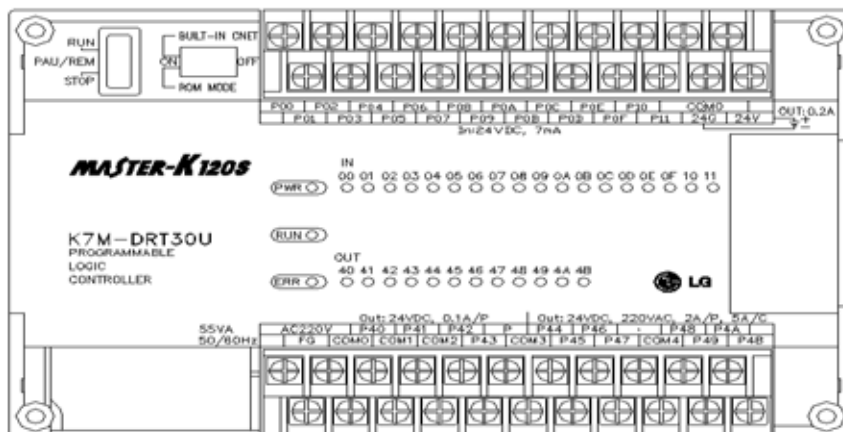 RUN
PAU/REM
STOP
BUILT-IN CNET
ON OFF
ROM MODE
P00 P02 P04 P06 P08 P0A P0C P0E P10 COM0
P01 P03 P05 P07 P09 P0B P0D P0F P11 24G 24V
OUT:0.2A
In:24VDC, 7mA
MASTER-K120S
IN
PWR 00 01 02 03 04 05 06 07 08 09 0A 0B 0C 0D 0E 0F 10 11
K7M-DRT30U
PROGRAMMABLE
LOGIC
CONTROLLER
RUN
OUT
ERR 40 41 42 43 44 45 46 47 48 49 4A 4B
LG
Out:24VDC, 0.1A/P Out:24VDC, 220VAC, 2A/P, 5A/C
55VA
50/60Hz
AC220V P40 P41 P42 P P44 P46 · P48 P4A
FG COM0 COM1 COM2 P43 COM3 P45 P47 COM4 P49 P4B